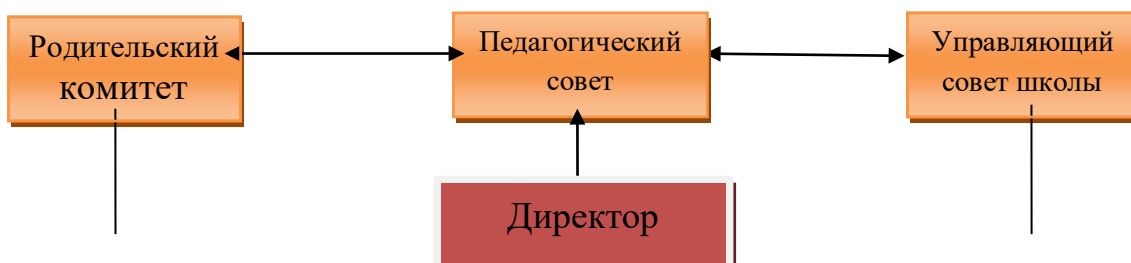 Родительский
комитет
Педагогический
совет
Управляющий
совет школы
Директор